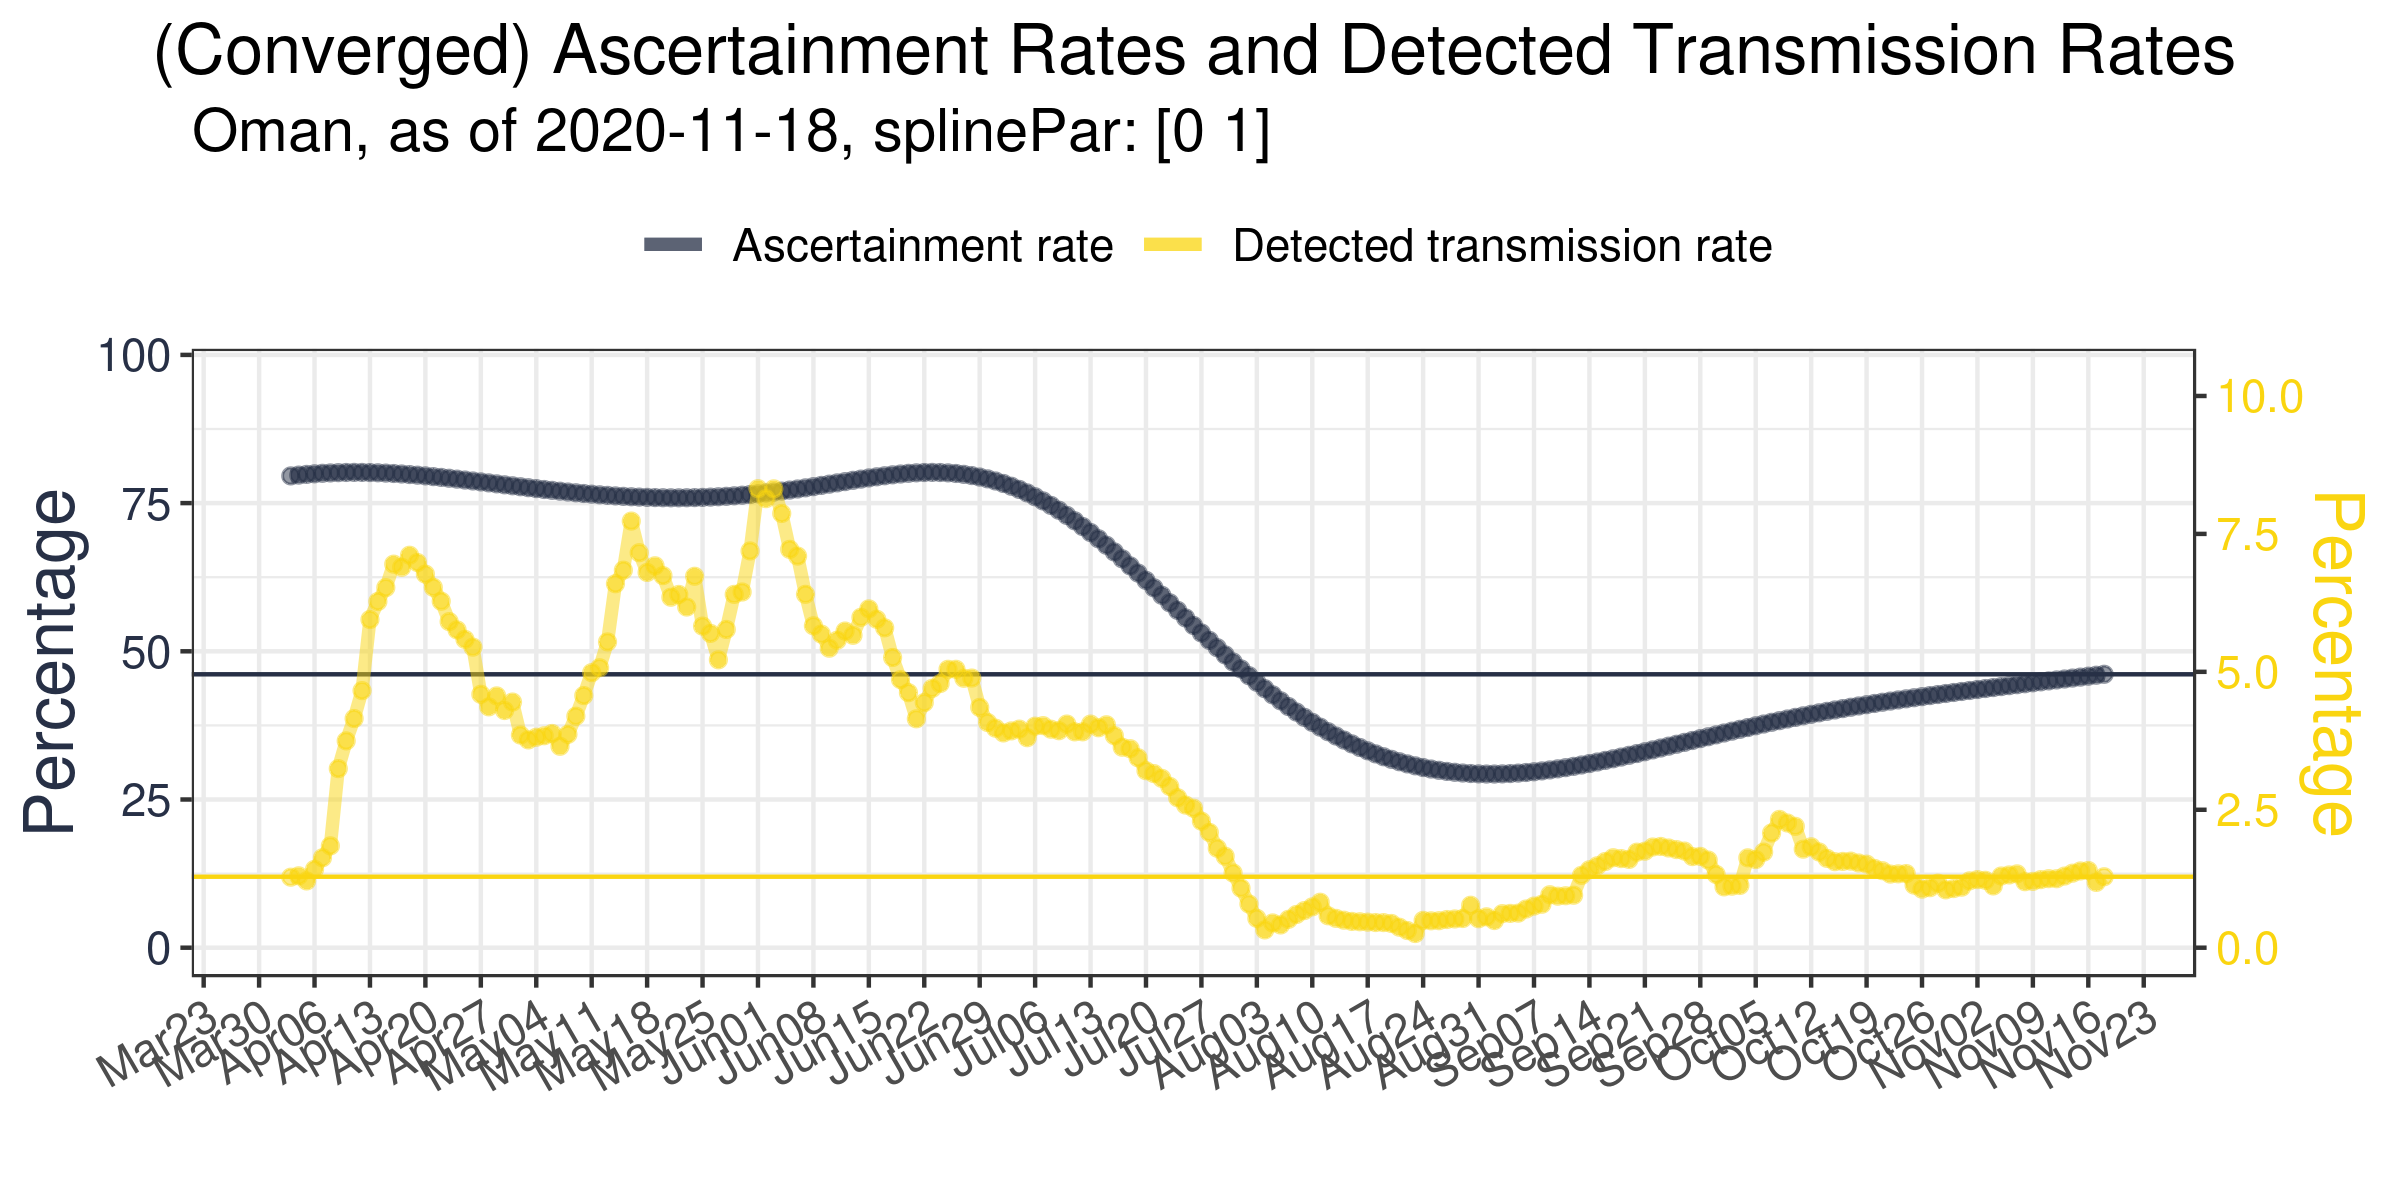 (Converged) Ascertainment Rates and Detected Transmission Rates
Oman, as of 2020-11-18, splinePar: [0 1]
Ascertainment rate
Detected transmission rate
Percentage
100
75
50
25
0
10.0
7.5
5.0
2.5
0.0
Percentage
Mar23
Mar30
Apr06
Apr13
Apr20
Apr27
May04
May11
May18
May25
Jun01
Jun08
Jun15
Jun22
Jun29
Jul06
Jul13
Jul20
Jul27
Aug03
Aug10
Aug17
Aug24
Aug31
Sep07
Sep14
Sep21
Sep28
Oct05
Oct12
Oct19
Oct26
Nov02
Nov09
Nov16
Nov23